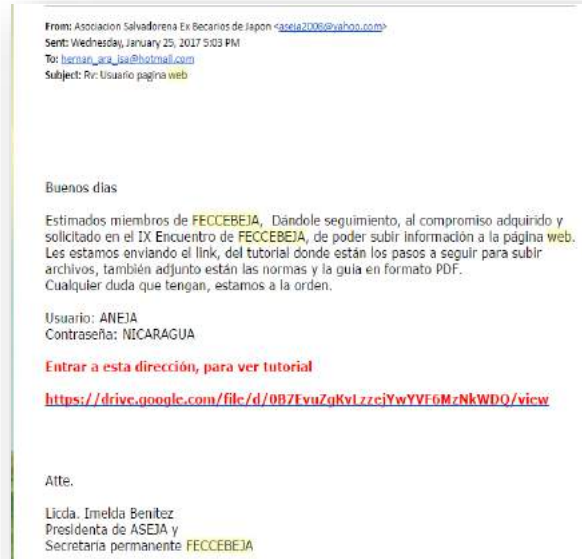 From: Asociacion Salvadorena Ex Becarios de Japon <aseja2008@yahoo.com>
Sent: Wednesday, January 25, 2017 5:03 PM
To: hernan_ara_isa@hotmail.com
Subject: Rv: Usuario pagina web
Buenos dias
Estimados miembros de FECCEBEJA, Dándole seguimiento, al compromiso adquirido y
solicitado en el IX Encuentro de FECCEBEJA, de poder subir información a la página web.
Les estamos enviando el link, del tutorial donde están los pasos a seguir para subir
archivos, también adjunto están las normas y la guia en formato PDF.
Cualquier duda que tengan, estamos a la orden.
Usuario: ANEJA
Contraseña: NICARAGUA
Entrar a esta dirección, para ver tutorial
https://drive.google.com/file/d/0B7EvuZgKvLzzejYwYVF6MzNkWDQ/view
Atte.
Licda. Imelda Benítez
Presidenta de ASEJA y
Secretaria permanente FECCEBEJA